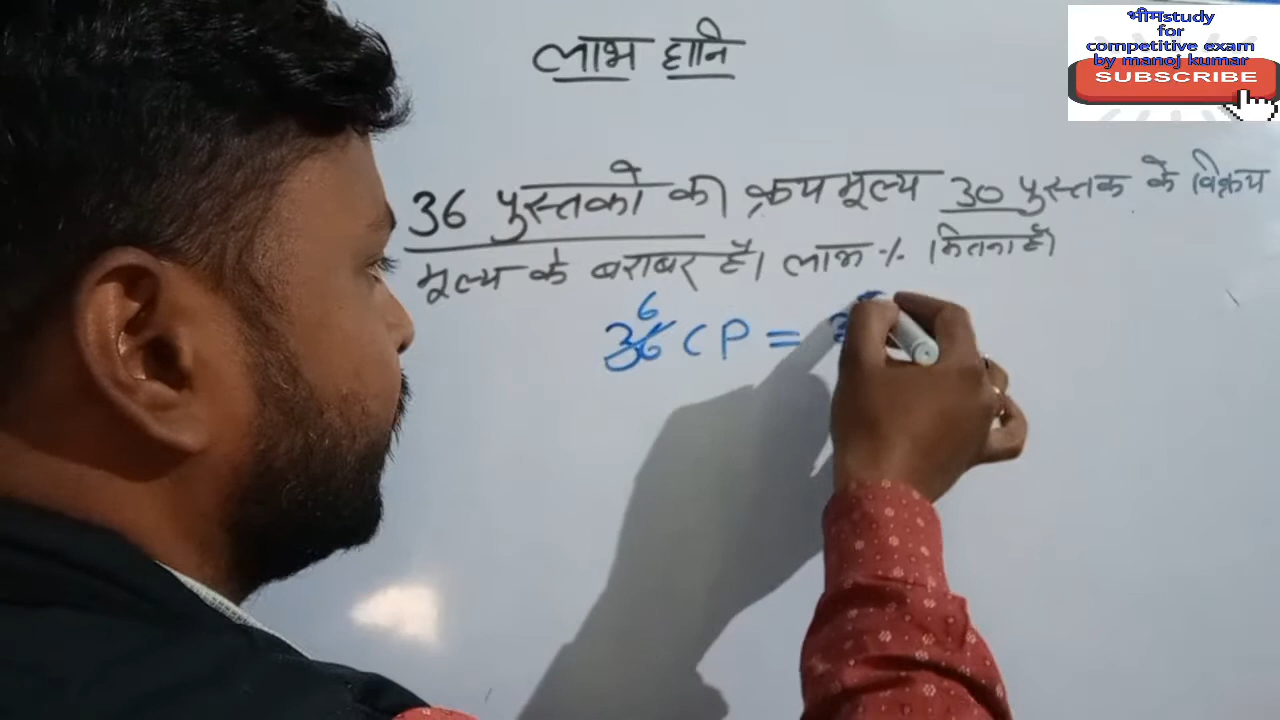 भीमstudy
for
competitive exam
by manoj kumar
SUBSCRIBE
लाभ हानि
36 पुस्तको का क्रयमूल्य 30 पुस्तक के विक्रय
मूल्य के बराबर है। लाभ % कितना है।
6
36 CP =